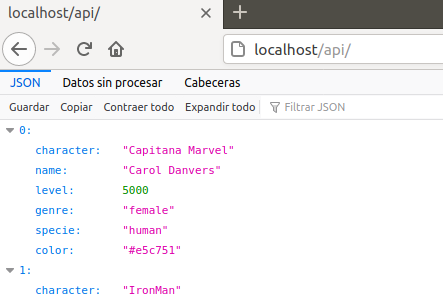 localhost/api/
localhost/api/
JSON Datos sin procesar Cabeceras
Guardar Copiar Contraer todo Expandir todo Filtrar JSON
0:
character: "Capitana Marvel"
name: "Carol Danvers"
level: 5000
genre: "female"
specie: "human"
color: "#e5c751"
1:
character: "IronMan"